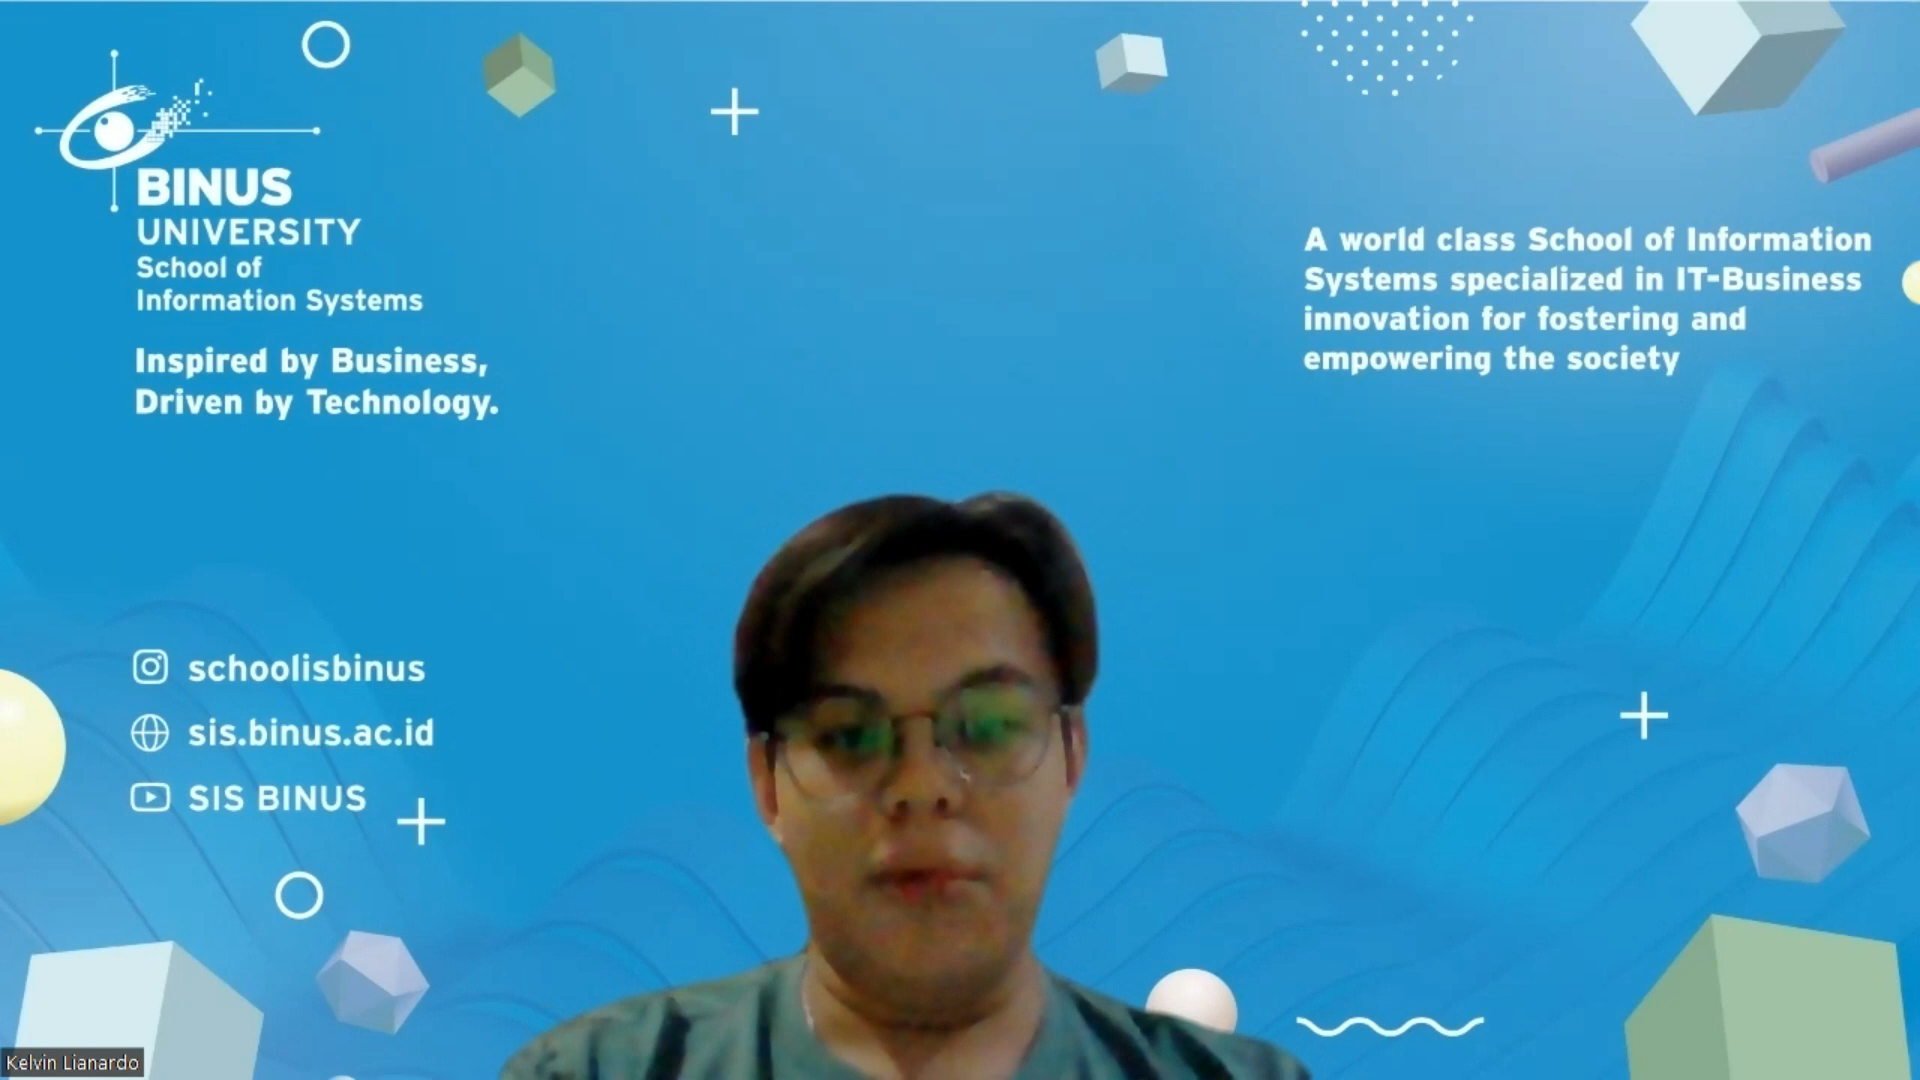 BINUS
UNIVERSITY
School of
Information Systems
Inspired by Business,
Driven by Technology.
A world class School of Information
Systems specialized in IT-Business
innovation for fostering and
empowering the society
schoolisbinus
sis.binus.ac.id
SIS BINUS
Kelvin Lianardo